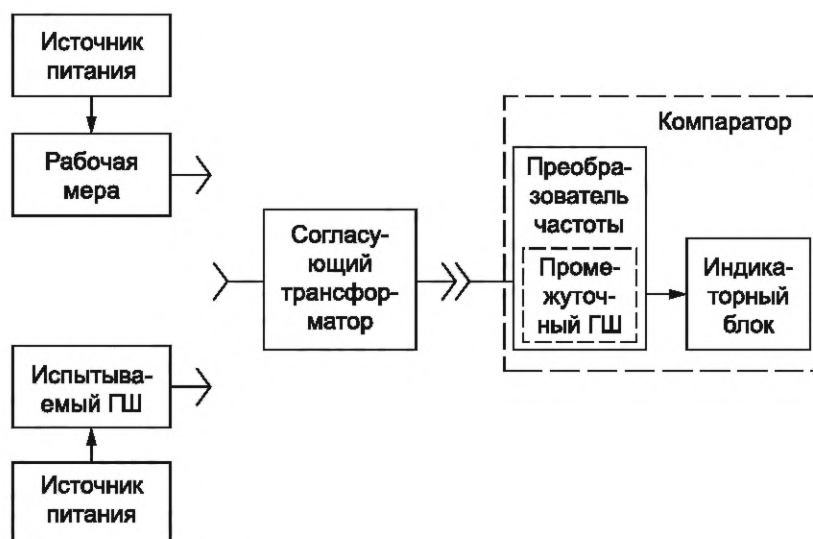 Источник
питания
Рабочая
мера
Испытыва-
емый ГШ
Источник
питания
Согласу-
ющий
трансфор-
матор
Компаратор
Преобра-
зователь
частоты
Проме-
жуточ-
ный ГШ
Индика-
торный
блок